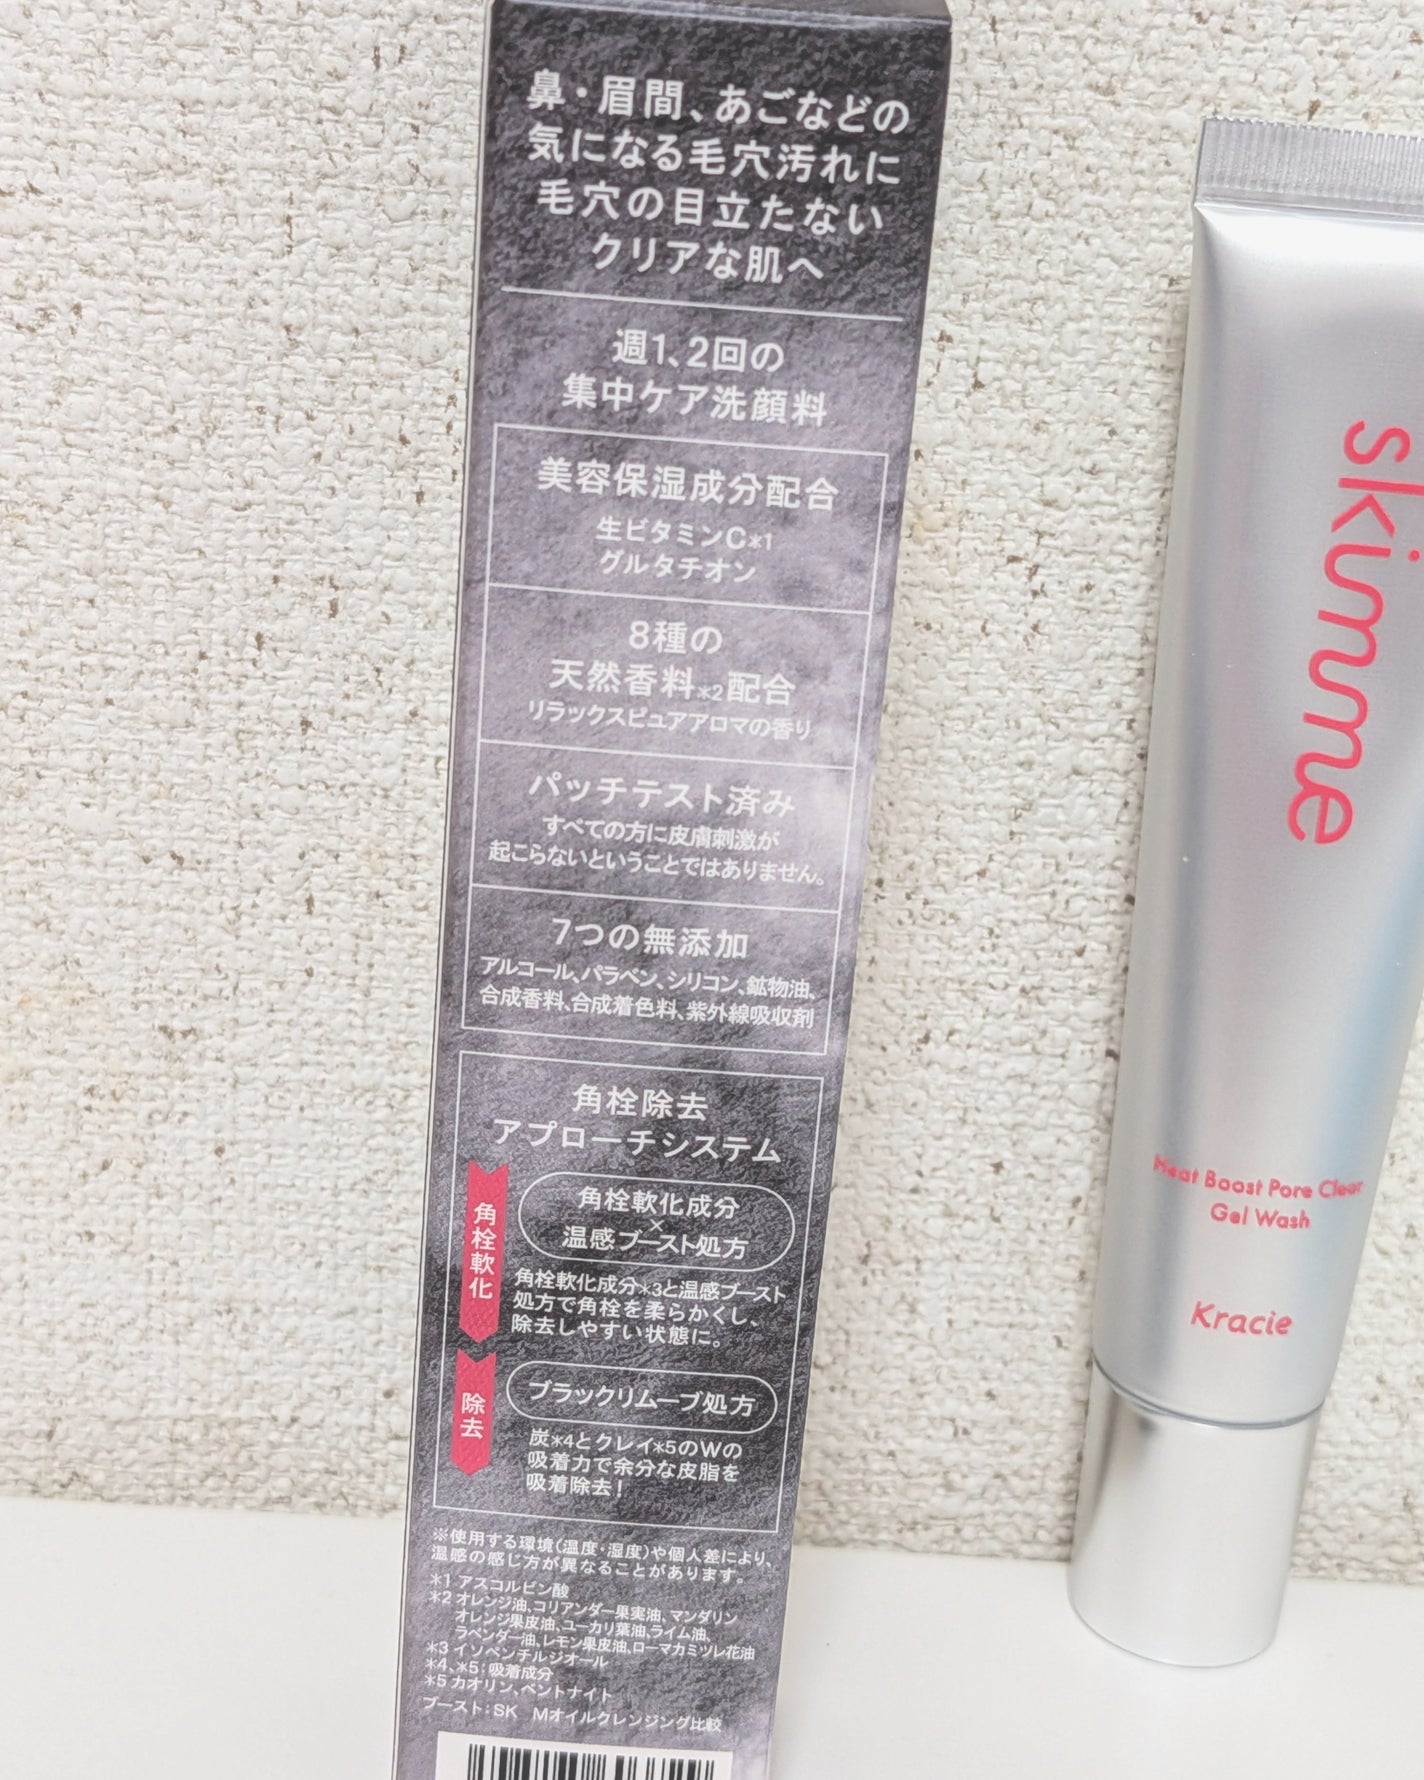 鼻・眉間、あごなどの
気になる毛穴汚れに
毛穴の目立たない
クリアな肌へ
週1、2回の
集中ケア洗顔料
美容保湿成分配合
生ビタミンC*1
グルタチオン
8種の
天然香料*2配合
リラックスピュアアロマの香り
パッチテスト済み
すべての方に皮膚刺激が
起こらないということではありません。
7つの無添加
アルコール、パラベン、シリコン、鉱物油、
合成香料、合成着色料、紫外線吸収剤
角栓除去
アプローチシステム
角栓軟化
角栓軟化成分
×
温感ブースト処方
角栓軟化成分*3と温感ブースト
処方で角栓を柔らかくし、
除去しやすい状態に。
除去
ブラックリムーブ処方
炭*4とクレイ*5のWの
吸着力で余分な皮脂を
吸着除去！
※使用する環境(温度・湿度)や個人差により、
温感の感じ方が異なることがあります。
*1 アスコルビン酸
*2 オレンジ油、コリアンダー果実油、マンダリン
オレンジ果皮油、ユーカリ葉油、ライム油、
ラベンダー油、レモン果皮油、ローマカミツレ花油
*3 イソペンチルジオール
*4、*5：吸着成分
*5 カオリン、ベントナイト
ブースト：SK Mオイルクレンジング比較
skimme
Heat Boost Pore Clear
Gel Wash
Kracie